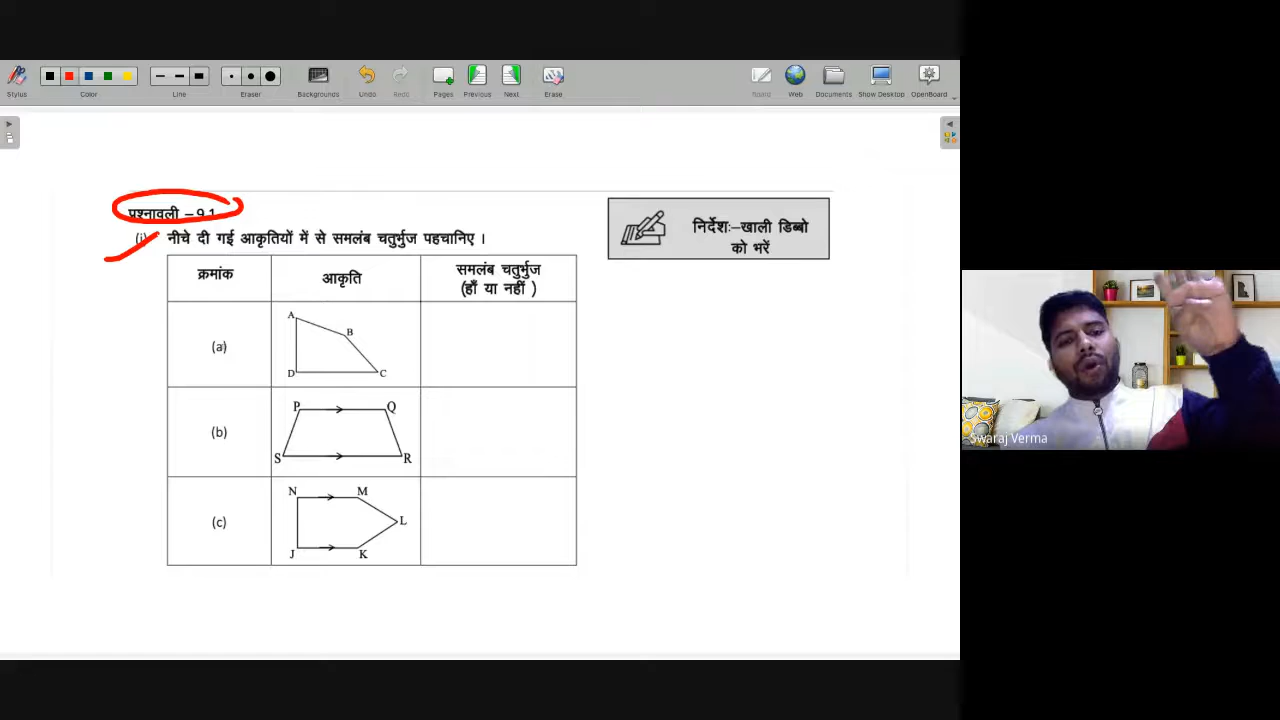 Stylus
Color
Line
Eraser
Backgrounds
Undo
Redo
Pages
Previous
Next
Erase
Board
Web
Documents
Show Desktop
OpenBoard
प्रश्नावली –9.1
(i) नीचे दी गई आकृतियों में से समलंब चतुर्भुज पहचानिए ।
निर्देशः–खाली डिब्बो
को भरें
क्रमांक आकृति समलंब चतुर्भुज
(हाँ या नहीं )
(a)
A
B
D C
(b)
P Q
S R
(c)
N M
L
J K
Swaraj Verma